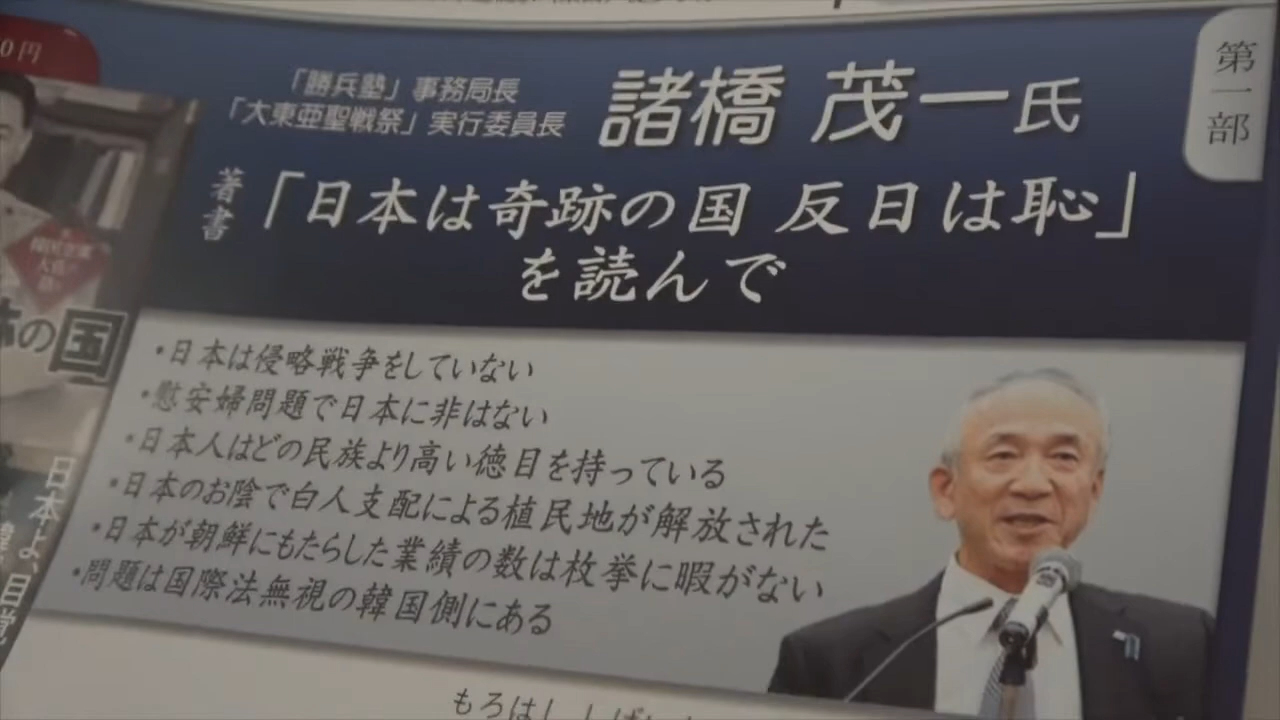 0円
第一部
「勝兵塾」事務局長
「大東亜聖戦祭」実行委員長
諸橋 茂一氏
著書
「日本は奇跡の国 反日は恥」
を読んで
・日本は侵略戦争をしていない
・慰安婦問題で日本に非はない
・日本人はどの民族より高い徳目を持っている
・日本のお陰で白人支配による植民地が解放された
・日本が朝鮮にもたらした業績の数は枚挙に暇がない
・問題は国際法無視の韓国側にある
の国
日本よ、
もろはし しげ